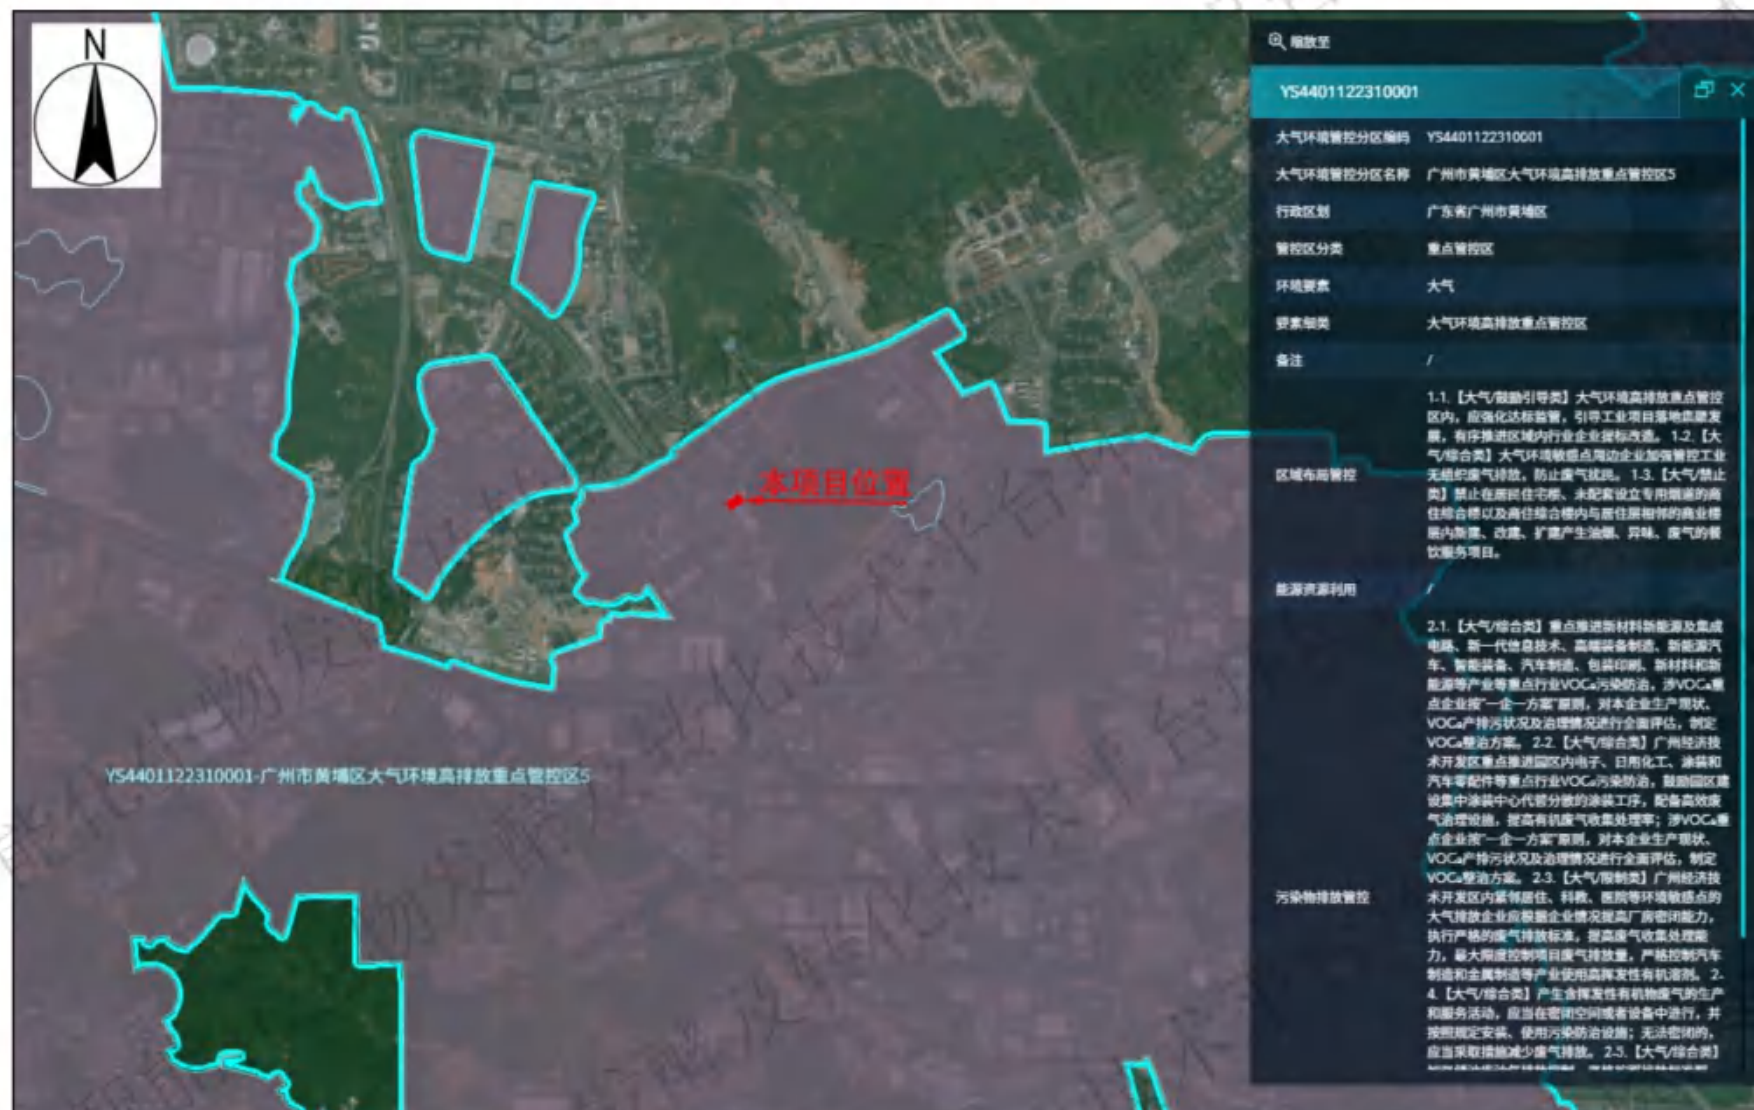 N
缩放至
YS4401122310001
大气环境管控分区编码 YS4401122310001
大气环境管控分区名称 广州市黄埔区大气环境高排放重点管控区5
行政区划 广东省广州市黄埔区
管控区分类 重点管控区
环境要素 大气
要素细类 大气环境高排放重点管控区
备注 /
区域布局管控
1-1.【大气/鼓励引导类】大气环境高排放重点管控
区内，应强化达标监管，引导工业项目落地集聚发
展，有序推进区域内行业企业提标改造。 1-2.【大
气/综合类】大气环境敏感点周边企业加强管控工业
无组织废气排放，防止废气扰民。 1-3.【大气/禁止
类】禁止在居民住宅楼、未配套设立专用烟道的商
住综合楼以及商住综合楼内与居住层相邻的商业楼
层内新建、改建、扩建产生油烟、异味、废气的餐
饮服务项目。
能源资源利用 /
污染物排放管控
2-1.【大气/综合类】重点推进新材料新能源及集成
电路、新一代信息技术、高端装备制造、新能源汽
车、智能装备、汽车制造、包装印刷、新材料和新
能源等产业等重点行业VOCs污染防治，涉VOCs重
点企业按“一企一方案”原则，对本企业生产现状、
VOCs产排污状况及治理情况进行全面评估，制定
VOCs整治方案。 2-2.【大气/综合类】广州经济技
术开发区重点推进园区内电子、日用化工、涂装和
汽车零配件等重点行业VOCs污染防治，鼓励园区建
设集中涂装中心代替分散的涂装工序，配备高效废
气治理设施，提高有机废气收集处理率；涉VOCs重
点企业按“一企一方案”原则，对本企业生产现状、
VOCs产排污状况及治理情况进行全面评估，制定
VOCs整治方案。 2-3.【大气/限制类】广州经济技
术开发区内紧邻居住、科教、医院等环境敏感点的
大气排放企业应根据企业情况提高厂房密闭能力，
执行严格的废气排放标准，提高废气收集处理能
力，最大限度控制项目废气排放量，严格控制汽车
制造和金属制造等产业使用高挥发性有机溶剂。 2-
4.【大气/综合类】产生含挥发性有机物废气的生产
和服务活动，应当在密闭空间或者设备中进行，并
按照规定安装、使用污染防治设施；无法密闭的，
应当采取措施减少废气排放。 2-5.【大气/综合类】
本项目位置
YS4401122310001-广州市黄埔区大气环境高排放重点管控区5